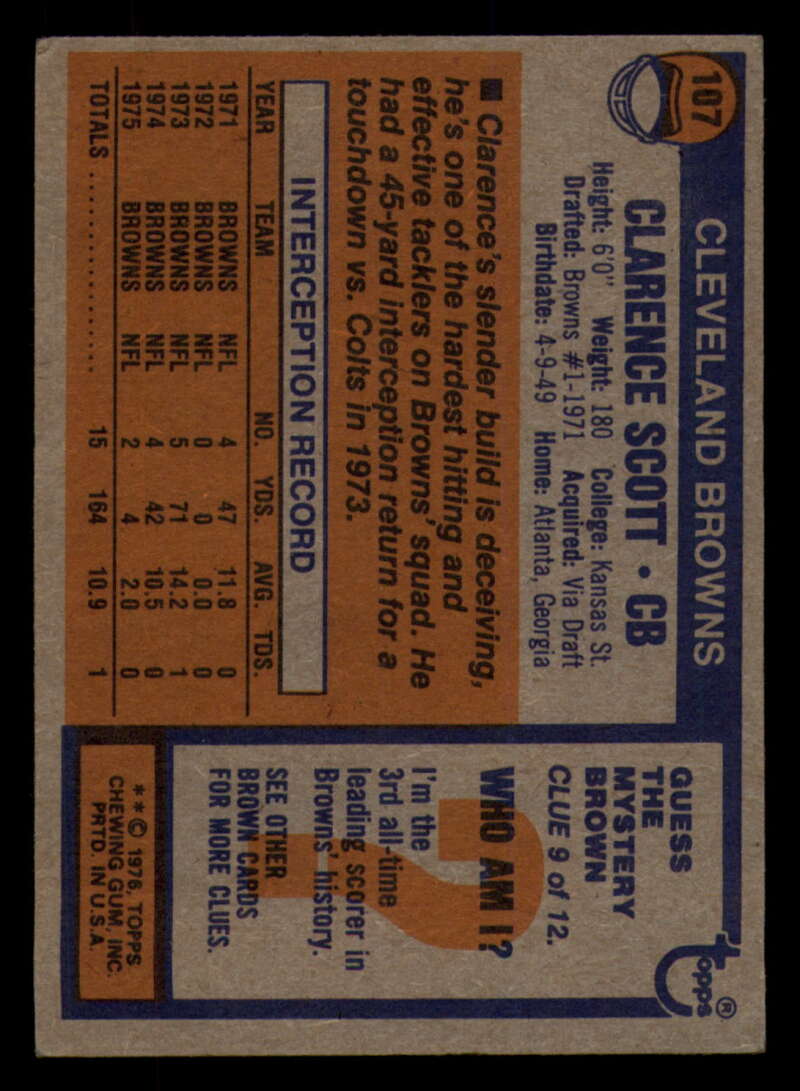 107
CLEVELAND BROWNS
CLARENCE SCOTT • CB
Height: 6'0" Weight: 180 College: Kansas St.
Drafted: Browns #1-1971 Acquired: Via Draft
Birthdate: 4-9-49 Home: Atlanta, Georgia
■ Clarence's slender build is deceiving,
he's one of the hardest hitting and
effective tacklers on Browns' squad. He
had a 45-yard interception return for a
touchdown vs. Colts in 1973.
INTERCEPTION RECORD
YEAR TEAM NO. YDS. AVG. TDS.
1971 BROWNS NFL 4 47 11.8 0
1972 BROWNS NFL 0 0 0.0 0
1973 BROWNS NFL 5 71 14.2 1
1974 BROWNS NFL 4 42 10.5 0
1975 BROWNS NFL 2 4 2.0 0
TOTALS .................... 15 164 10.9 1
topps®
GUESS
THE
MYSTERY
BROWN
CLUE 9 of 12.
?
WHO AM I?
I'm the
3rd all-time
leading scorer in
Browns' history.
SEE OTHER
BROWN CARDS
FOR MORE CLUES.
**© 1976, TOPPS
CHEWING GUM, INC.
PRTD. IN U.S.A.